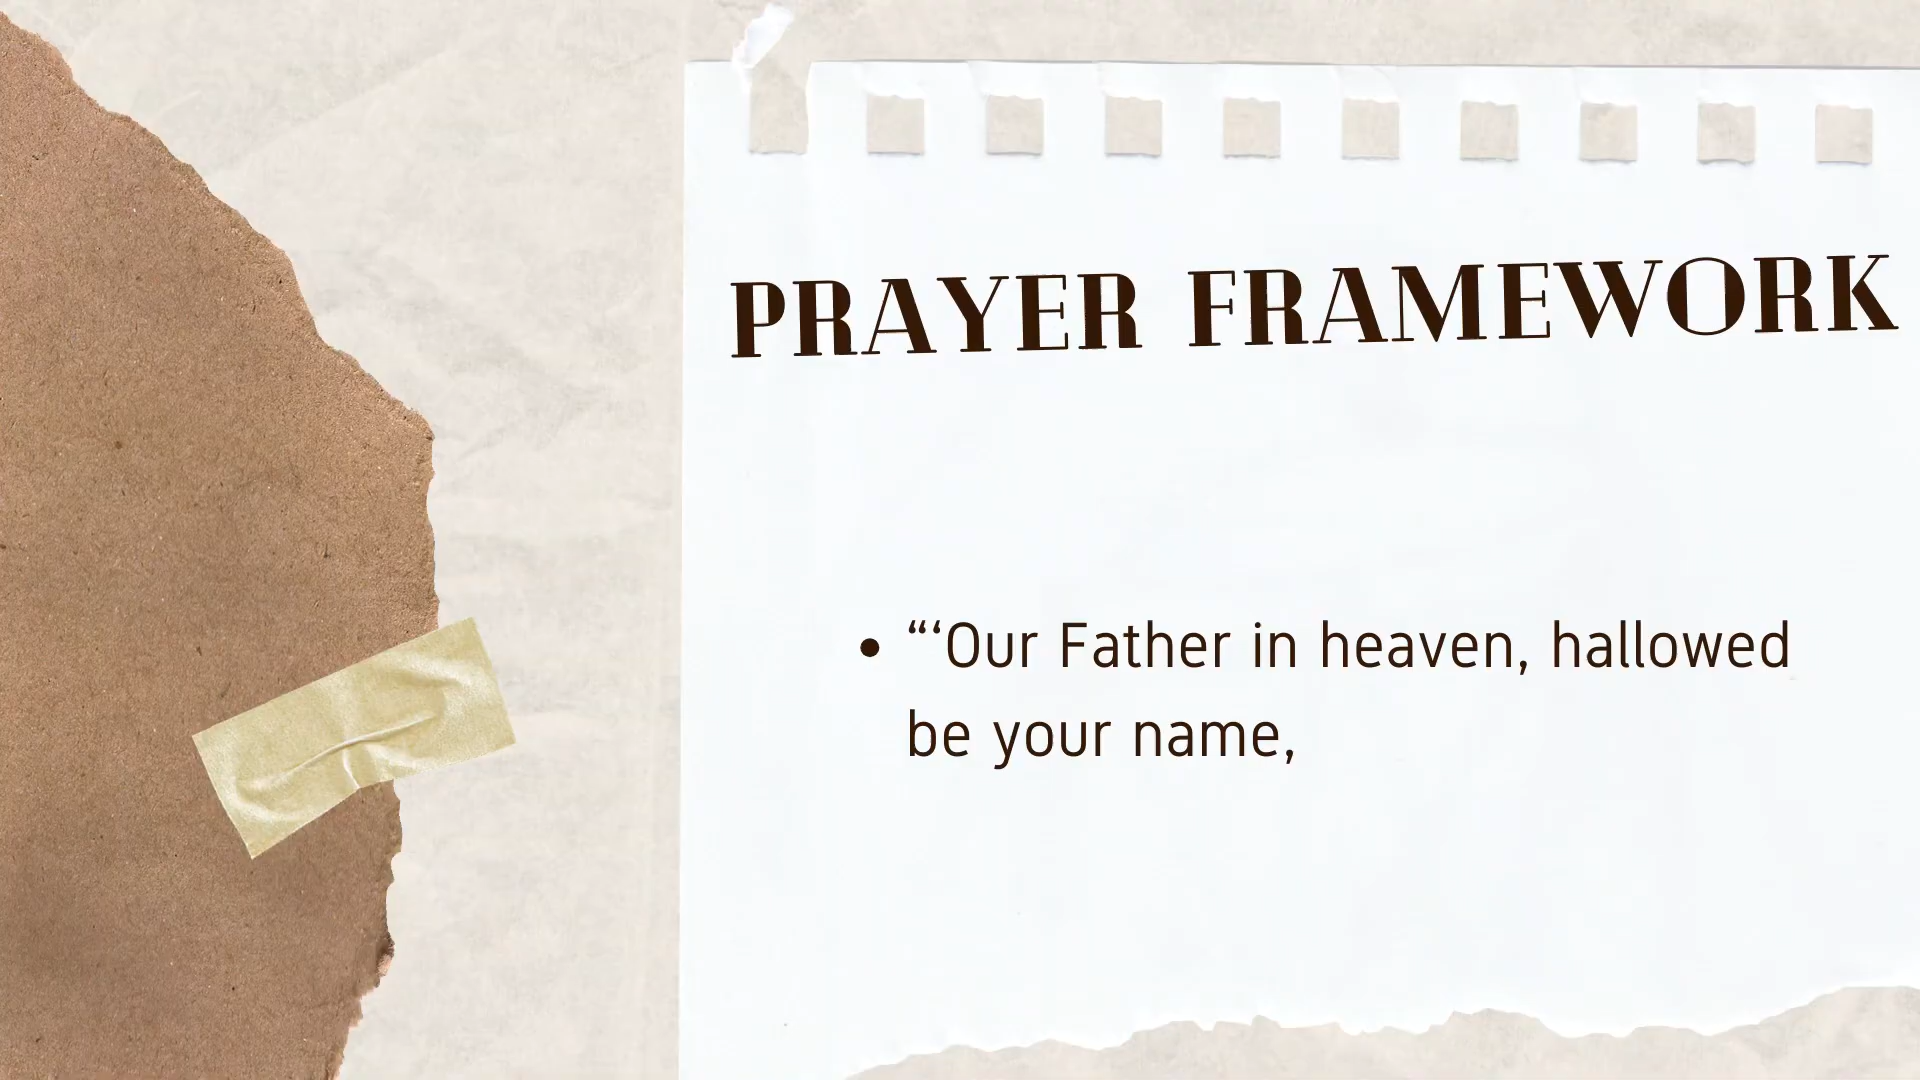 PRAYER FRAMEWORK
• “‘Our Father in heaven, hallowed
be your name,